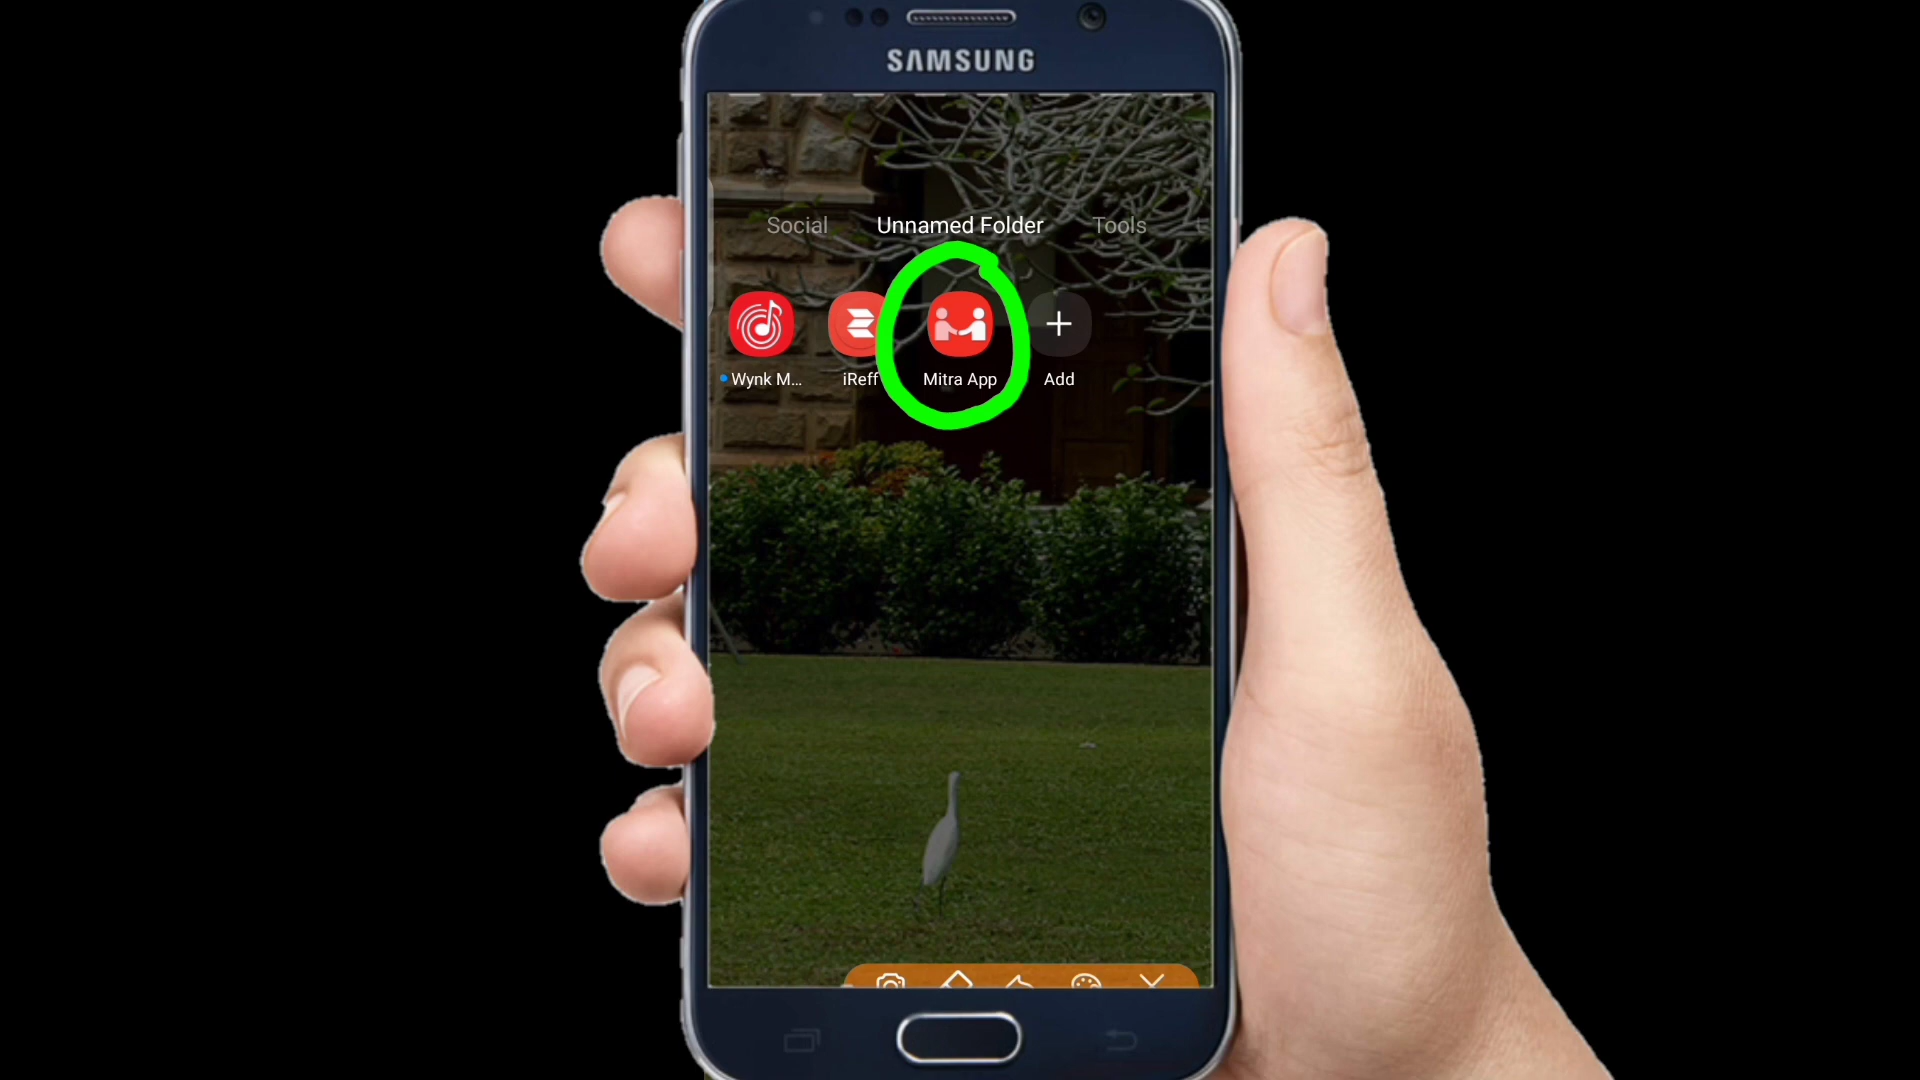 SAMSUNG
Social Unnamed Folder Tools
Wynk M... iReff Mitra App Add